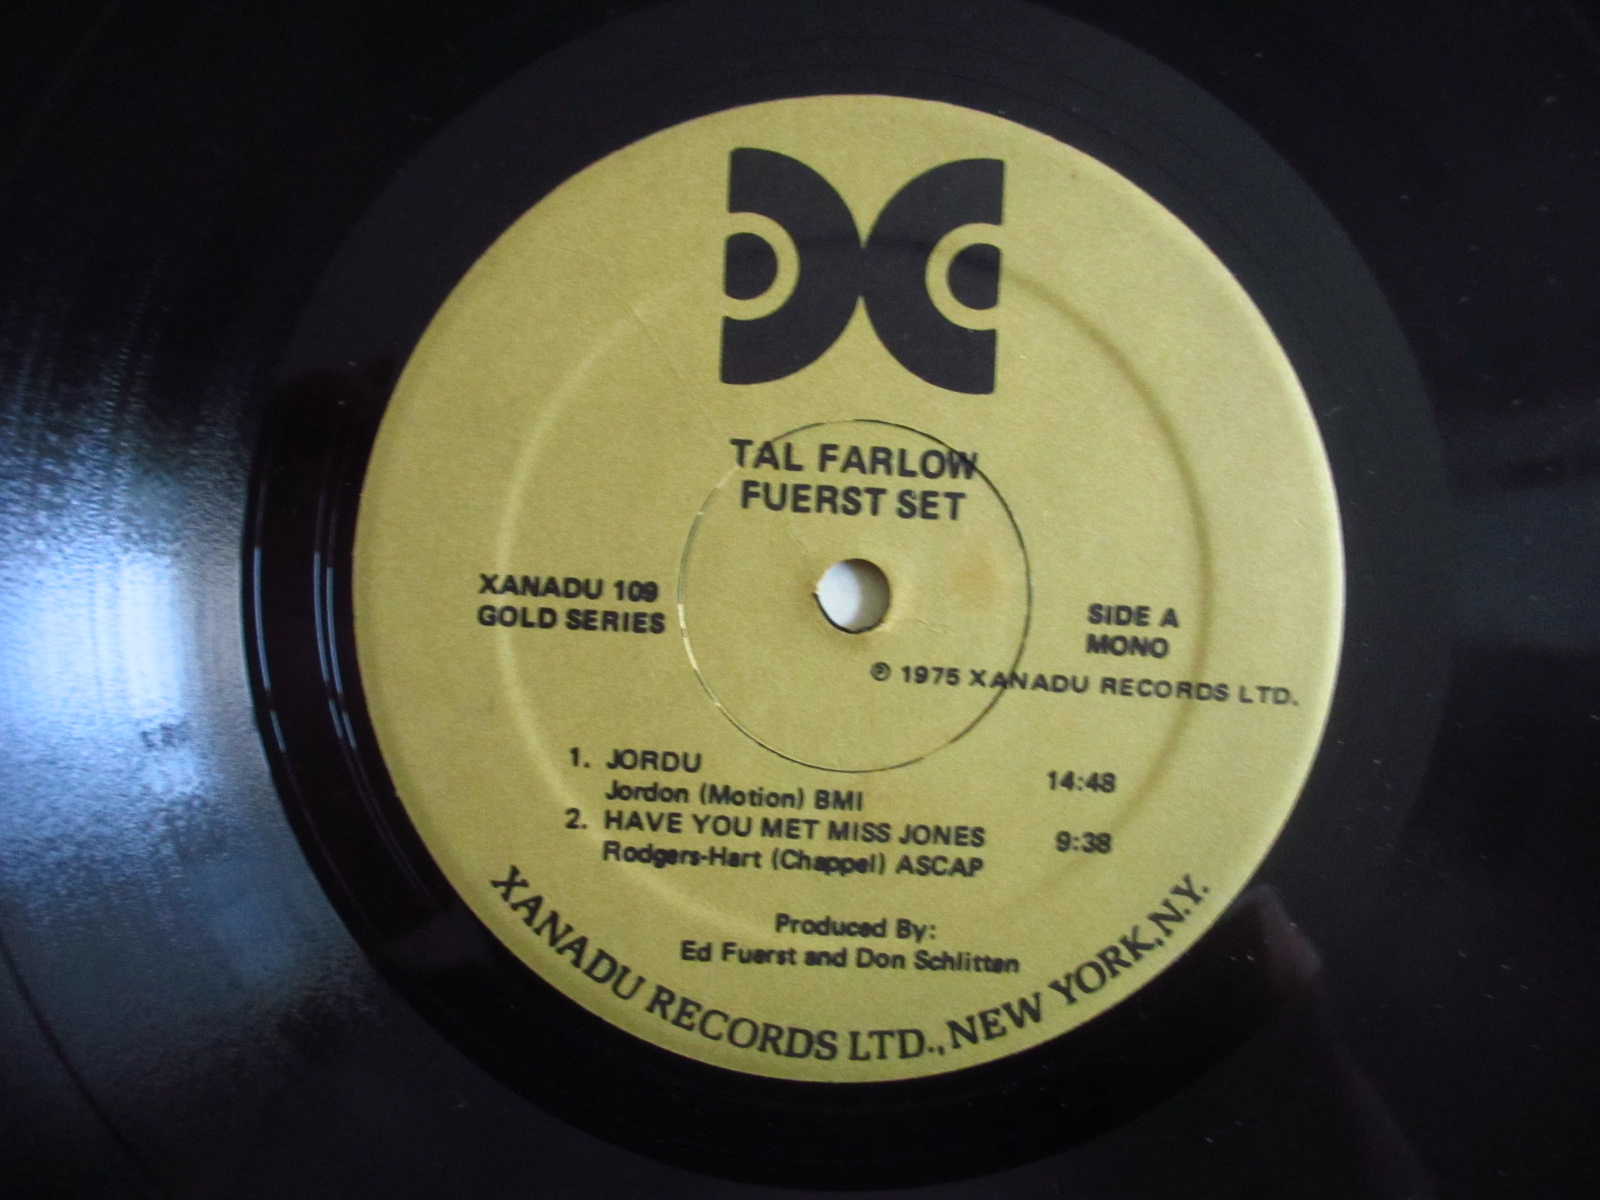 TAL FARLOW
FUERST SET
XANADU 109
GOLD SERIES
SIDE A
MONO
℗ 1975 XANADU RECORDS LTD.
1. JORDU 14:48
Jordon (Motion) BMI
2. HAVE YOU MET MISS JONES 9:38
Rodgers-Hart (Chappel) ASCAP
Produced By:
Ed Fuerst and Don Schlitten
XANADU RECORDS LTD., NEW YORK, N.Y.